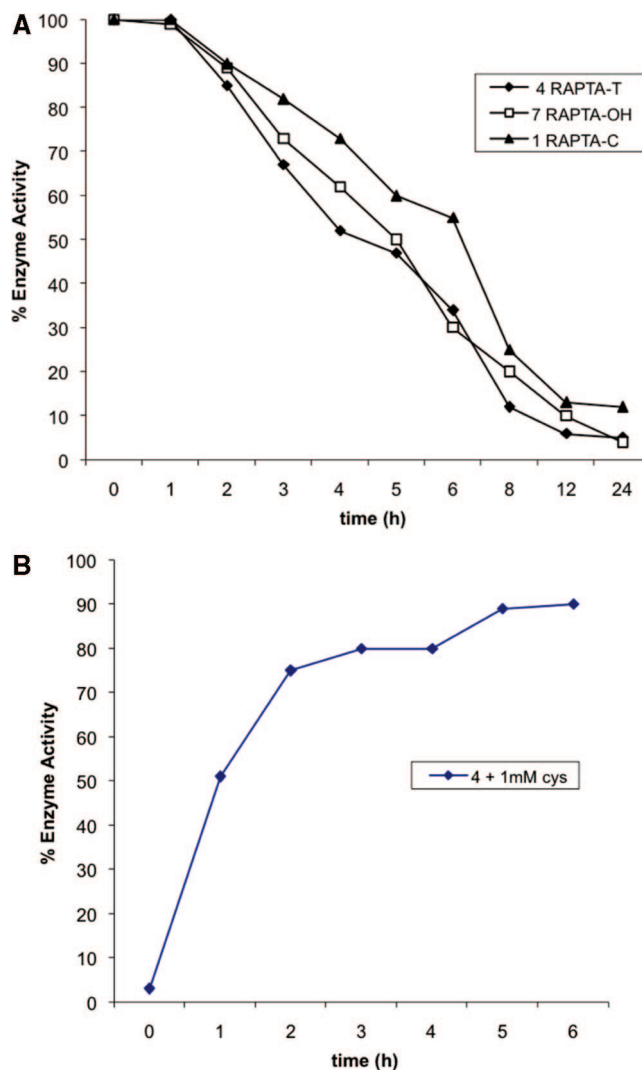 A
100
90
80
70
60
50
40
30
20
10
0
% Enzyme Activity
4 RAPTA-T
7 RAPTA-OH
1 RAPTA-C
0 1 2 3 4 5 6 8 12 24
time (h)
B
100
90
80
70
60
50
40
30
20
10
0
% Enzyme Activity
4 + 1mM cys
0 1 2 3 4 5 6
time (h)